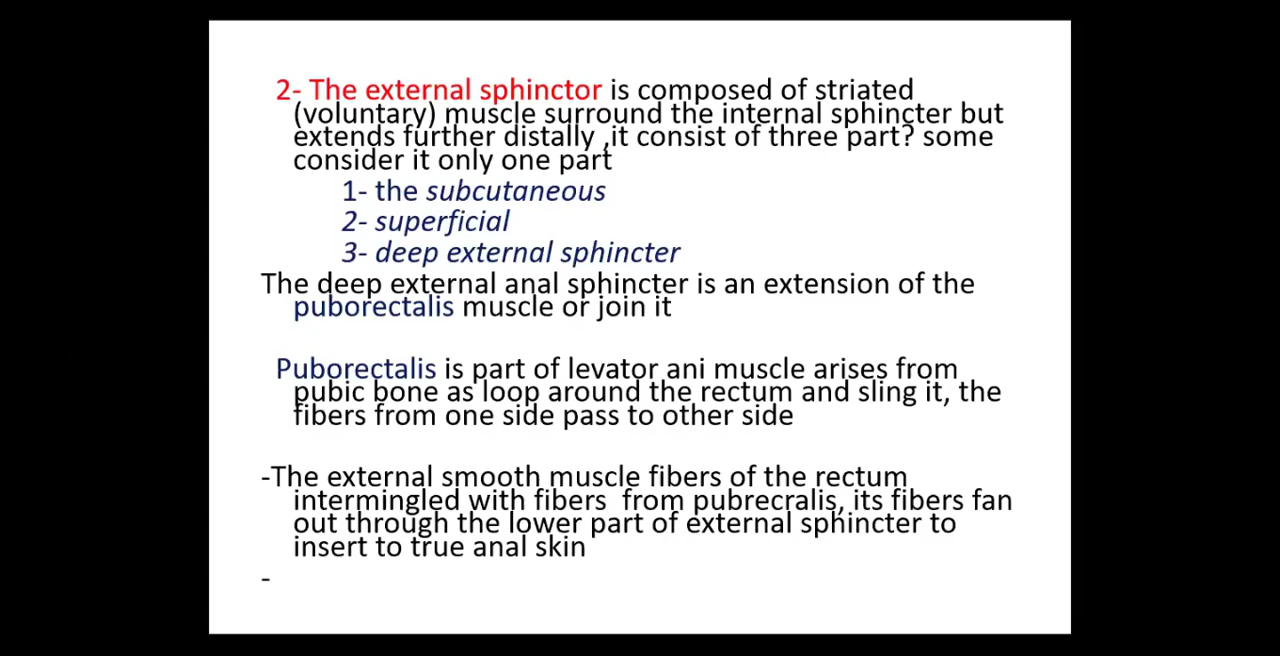 2- The external sphinctor is composed of striated
(voluntary) muscle surround the internal sphincter but
extends further distally ,it consist of three part? some
consider it only one part
1- the subcutaneous
2- superficial
3- deep external sphincter
The deep external anal sphincter is an extension of the
puborectalis muscle or join it
Puborectalis is part of levator ani muscle arises from
pubic bone as loop around the rectum and sling it, the
fibers from one side pass to other side
-The external smooth muscle fibers of the rectum
intermingled with fibers  from pubrecralis, its fibers fan
out through the lower part of external sphincter to
insert to true anal skin
-